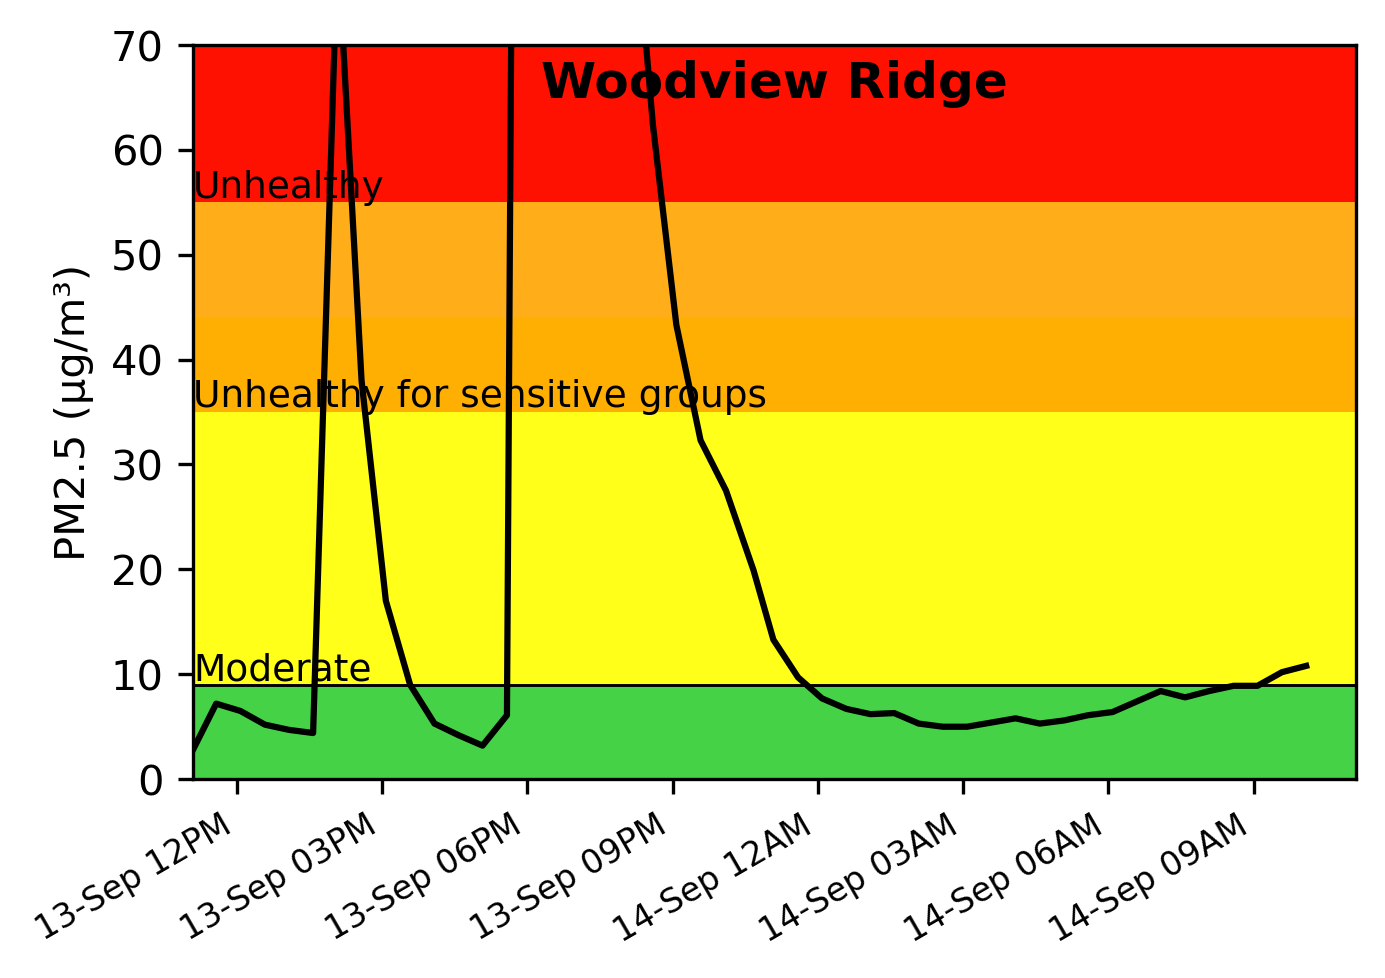 Woodview Ridge
PM2.5 (µg/m³)
70
60
50
40
30
20
10
0
Unhealthy
Unhealthy for sensitive groups
Moderate
13-Sep 12PM
13-Sep 03PM
13-Sep 06PM
13-Sep 09PM
14-Sep 12AM
14-Sep 03AM
14-Sep 06AM
14-Sep 09AM